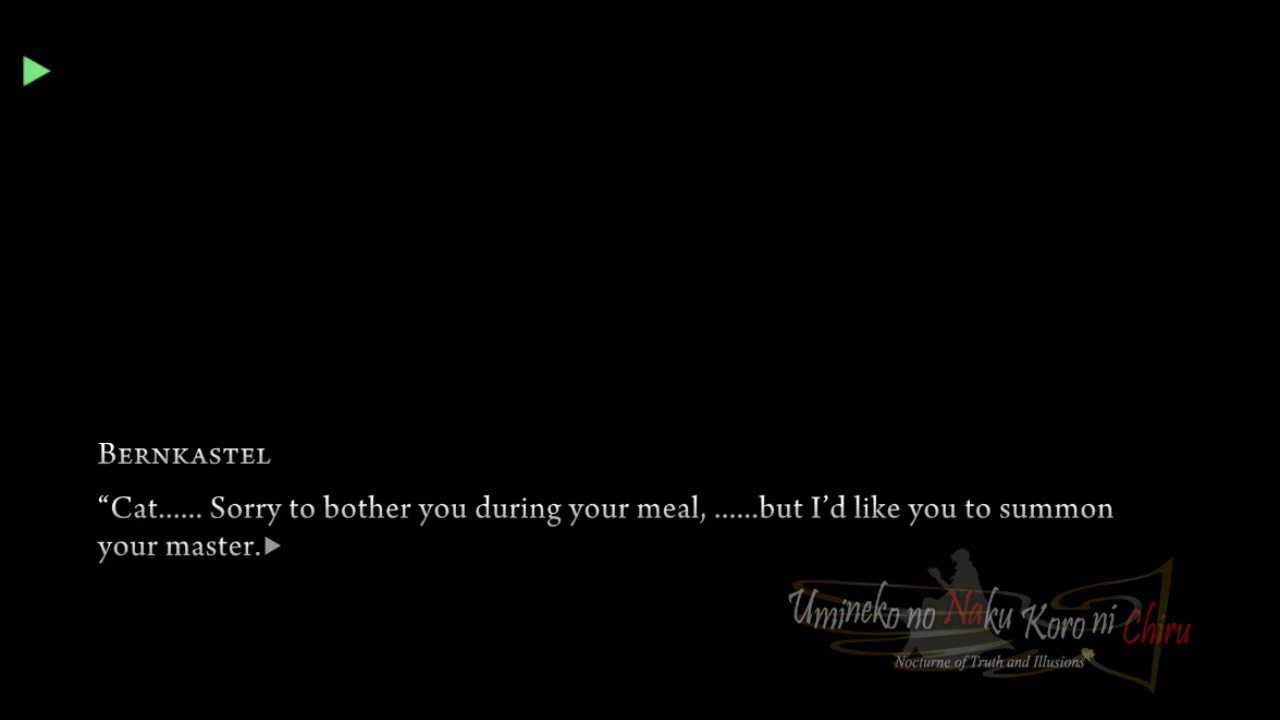 BERNKASTEL
“Cat...... Sorry to bother you during your meal, ......but I’d like you to summon
your master.
Umineko no Naku Koro ni Chiru
Nocturne of Truth and Illusions